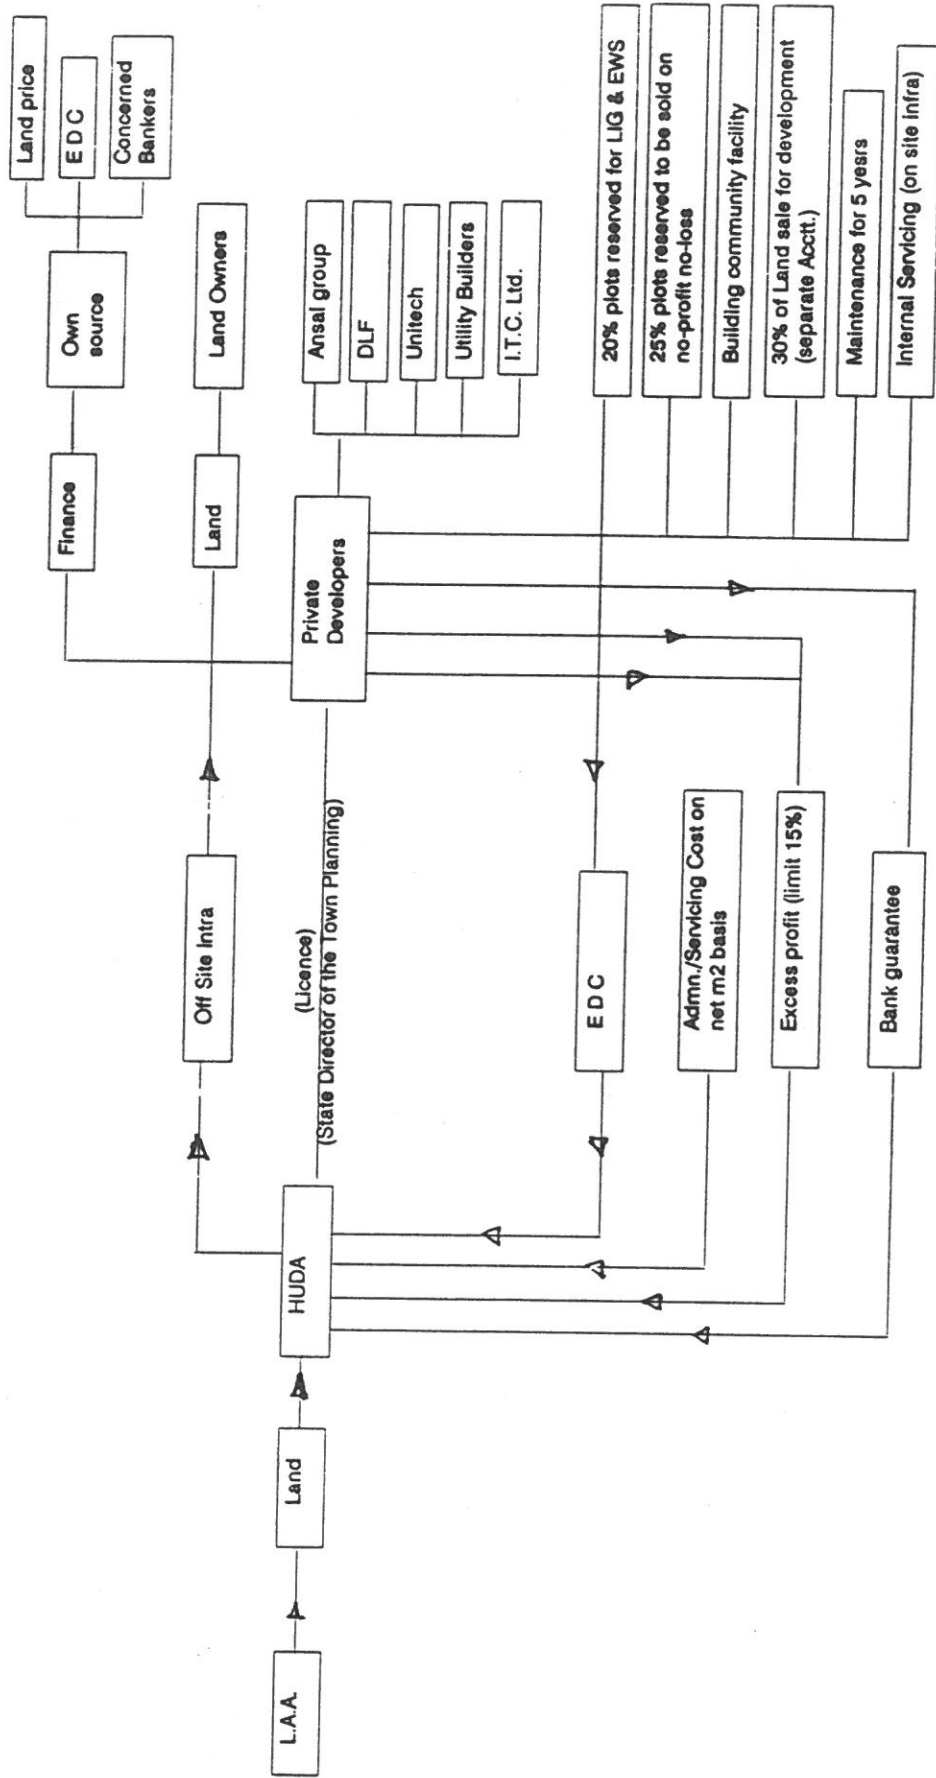 Land price
E D C
Concerned
Bankers
Own
source
Finance
Land Owners
Land
Off Site Intra
Ansal group
DLF
Unitech
Utility Builders
I.T.C. Ltd.
Private
Developers
(Licence)
(State Director of the Town Planning)
HUDA
Land
L.A.A.
20% plots reserved for LIG & EWS
25% plots reserved to be sold on
no-profit no-loss
Building community facility
30% of Land sale for development
(separate Acctt.)
Maintenance for 5 yesrs
Internal Servicing (on site infra)
E D C
Admn./Servicing Cost on
net m2 basis
Excess profit (limit 15%)
Bank guarantee